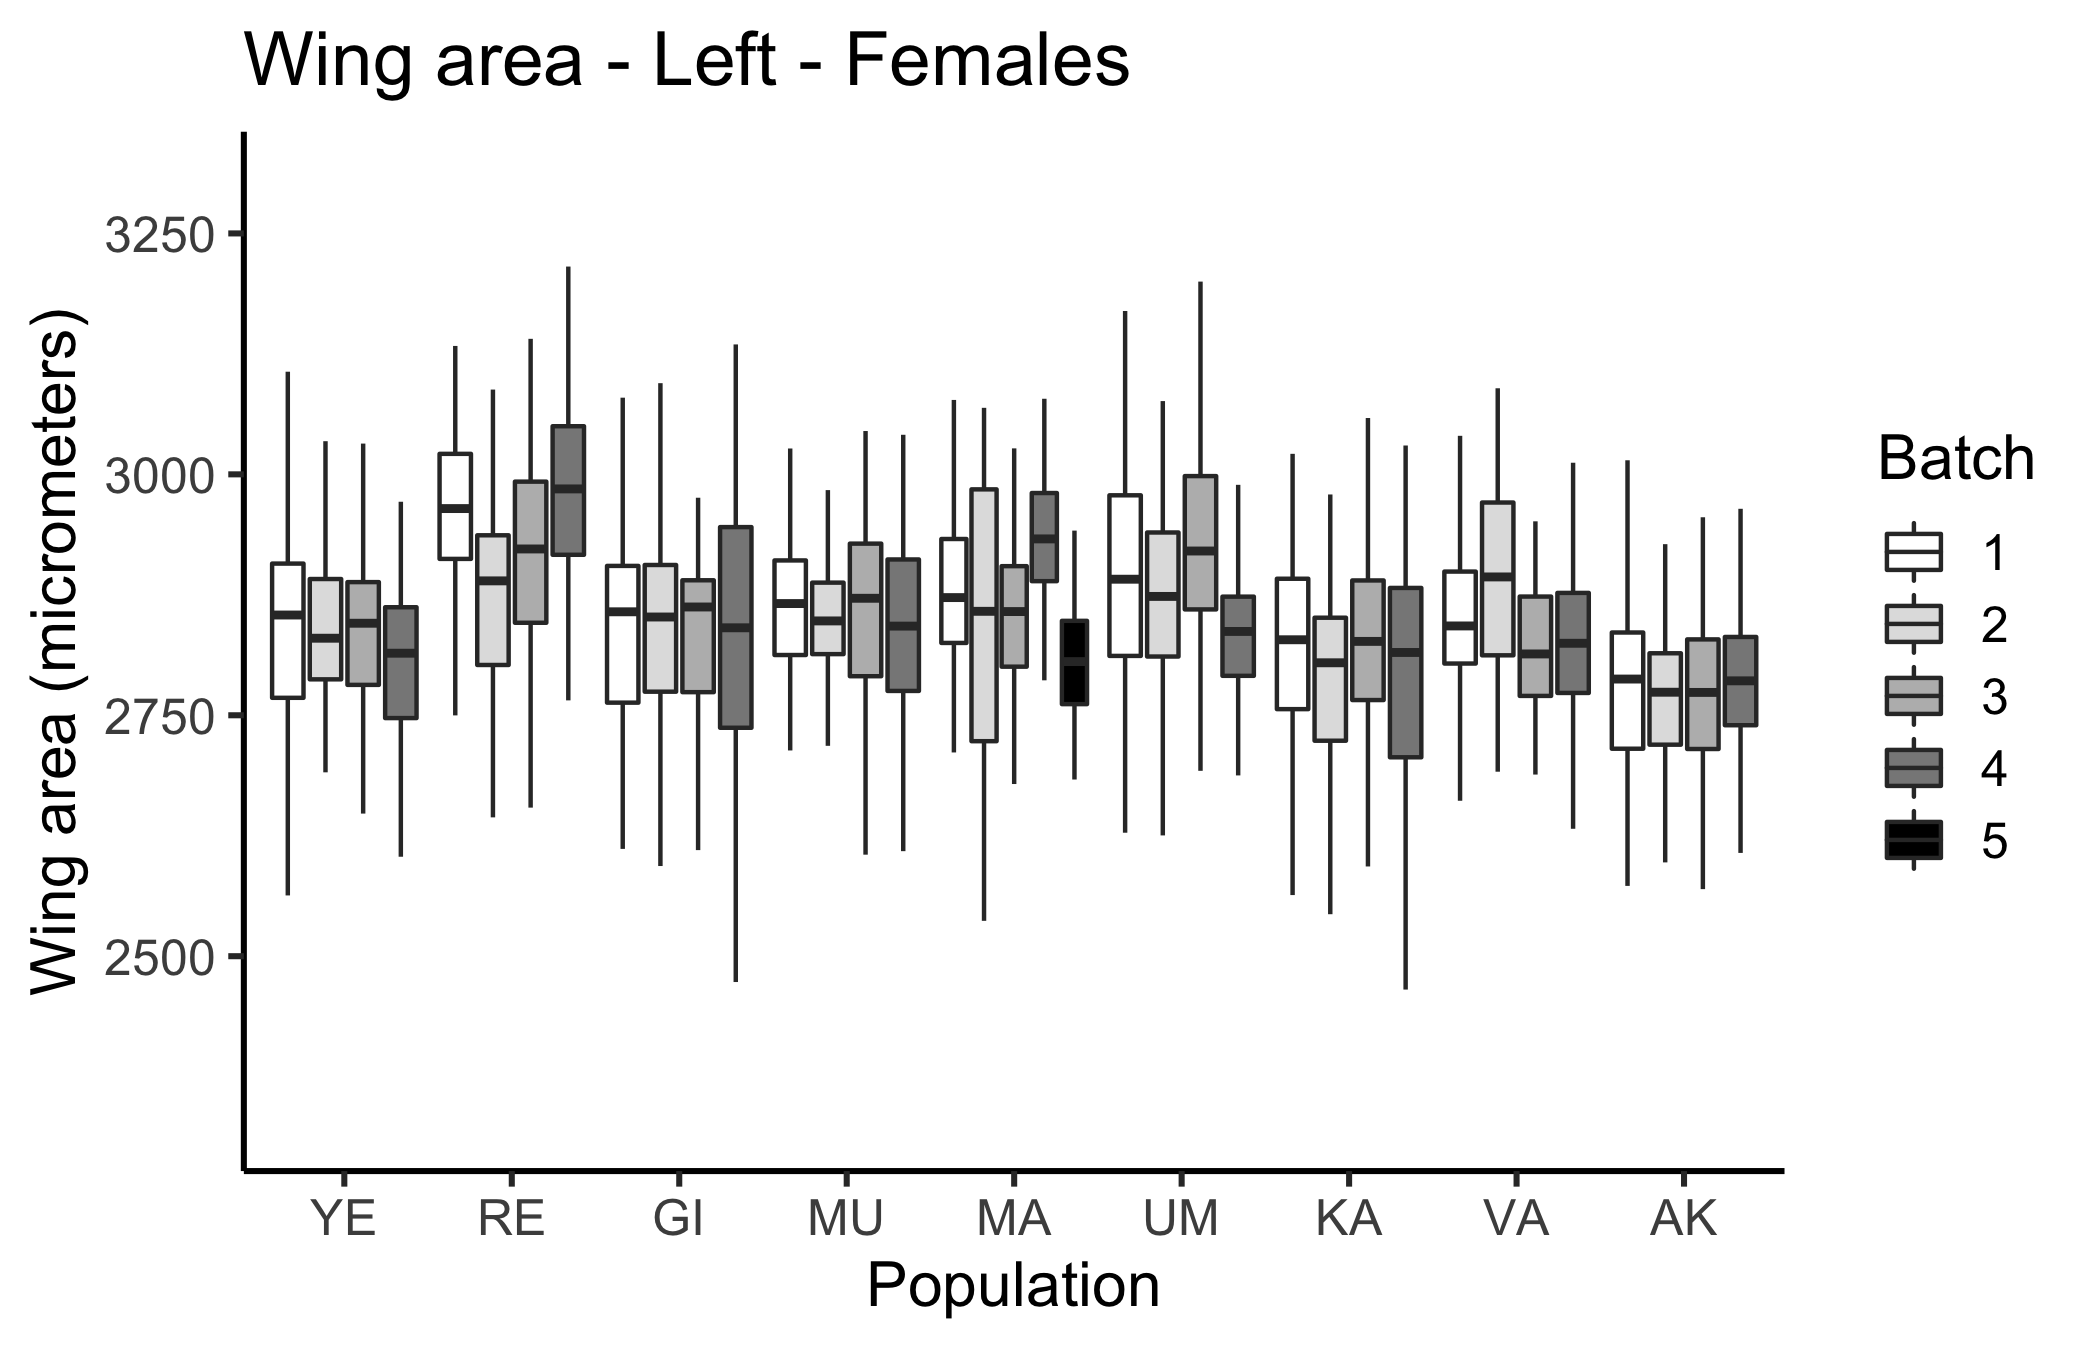 Wing area - Left - Females
Wing area (micrometers)
3250
3000
2750
2500
YE RE GI MU MA UM KA VA AK
Population
Batch
1
2
3
4
5